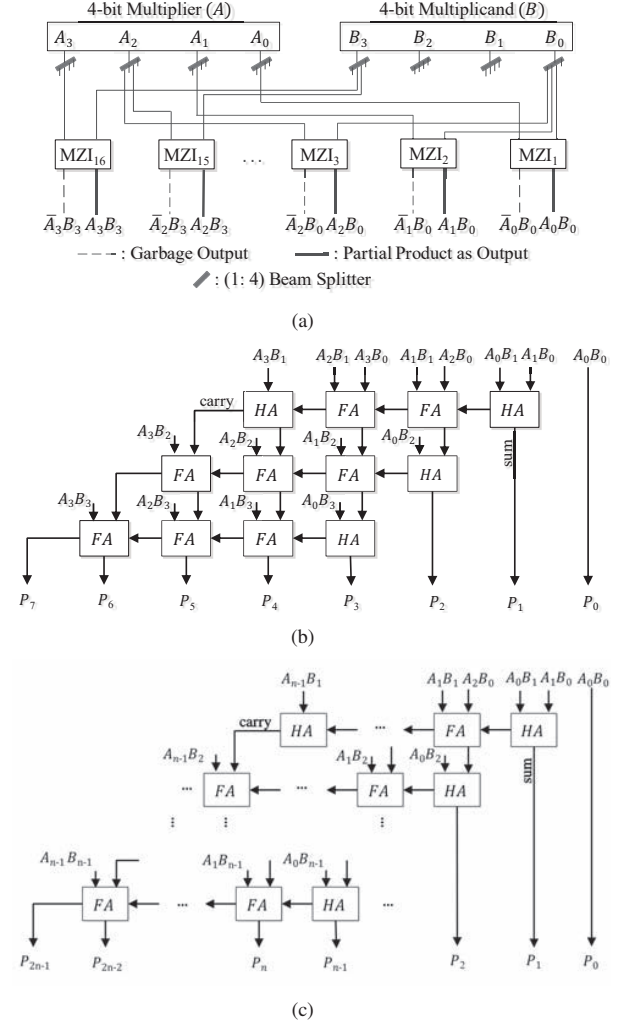 4-bit Multiplier (A) 4-bit Multiplicand (B)
A₃ A₂ A₁ A₀ B₃ B₂ B₁ B₀
MZI₁₆ MZI₁₅ ... MZI₃ MZI₂ MZI₁
A̅₃B₃ A₃B₃ A̅₂B₃ A₂B₃ A̅₂B₀ A₂B₀ A̅₁B₀ A₁B₀ A̅₀B₀ A₀B₀
: Garbage Output : Partial Product as Output
: (1: 4) Beam Splitter
(a)
A₃B₁ A₂B₁ A₃B₀ A₁B₁ A₂B₀ A₀B₁ A₁B₀ A₀B₀
carry HA FA FA HA
A₃B₂ A₂B₂ A₁B₂ A₀B₂ sum
FA FA FA HA
A₃B₃ A₂B₃ A₁B₃ A₀B₃
FA FA FA HA
P₇ P₆ P₅ P₄ P₃ P₂ P₁ P₀
(b)
Aₙ₋₁B₁ A₁B₁ A₂B₀ A₀B₁ A₁B₀ A₀B₀
carry HA ... FA HA
Aₙ₋₁B₂ A₁B₂ A₀B₂ sum
... FA ... FA HA
⋮ ⋮ ⋮
Aₙ₋₁Bₙ₋₁ A₁Bₙ₋₁ A₀Bₙ₋₁
FA ... FA HA ...
P₂ₙ₋₁ P₂ₙ₋₂ Pₙ Pₙ₋₁ P₂ P₁ P₀
(c)